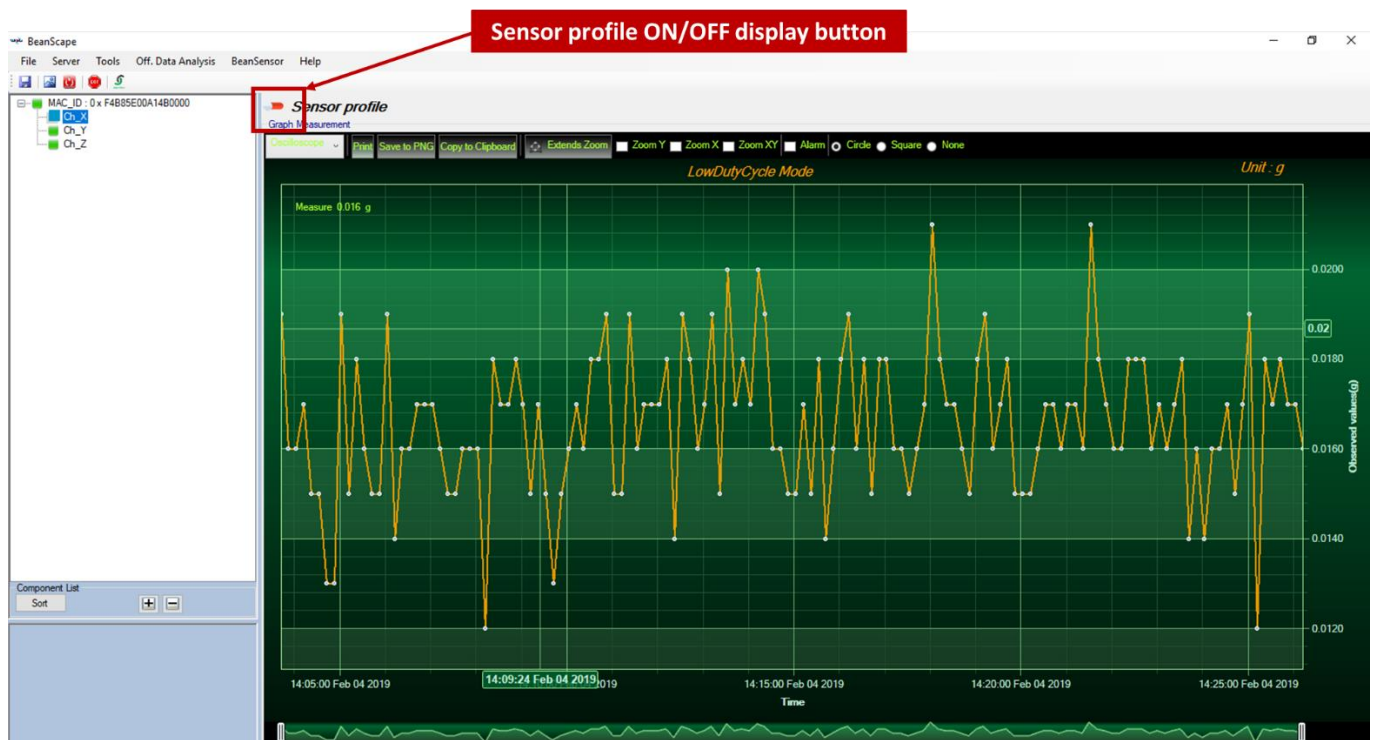 Sensor profile ON/OFF display button
BeanScape
File Server Tools Off. Data Analysis BeanSensor Help
MAC_ID : 0 x F4B85E00A14B0000
Ch_X
Ch_Y
Ch_Z
Sensor profile
Graph Measurement
Oscilloscope Print Save to PNG Copy to Clipboard Extends Zoom Zoom Y Zoom X Zoom XY Alarm Circle Square None
LowDutyCycle Mode
Unit : g
Measure 0.016 g
0.0200
0.02
0.0180
0.0160
0.0140
0.0120
Observed values(g)
14:05:00 Feb 04 2019 14:09:24 Feb 04 2019 2019 14:15:00 Feb 04 2019 14:20:00 Feb 04 2019 14:25:00 Feb 04 2019
Time
Component List
Sort